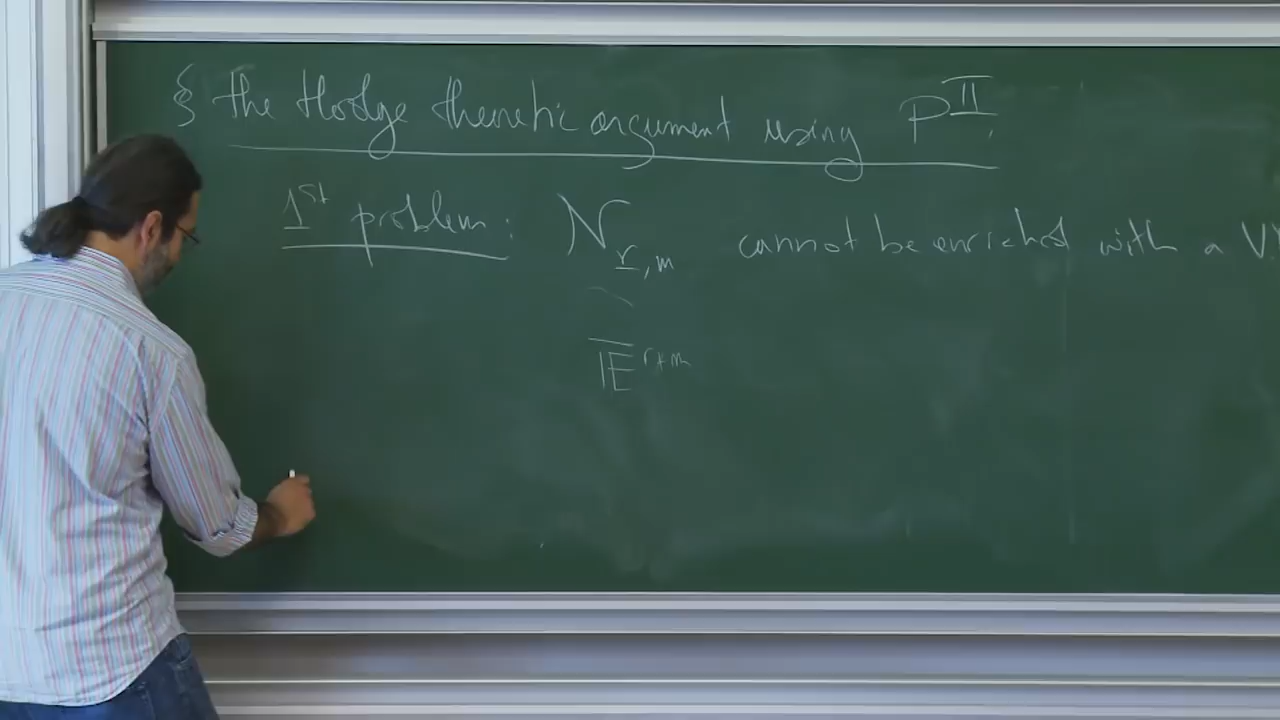 § the Hodge theoretic argument using P^II.
1st problem: N_{r,m} cannot be enriched with a V
E^{r+m}